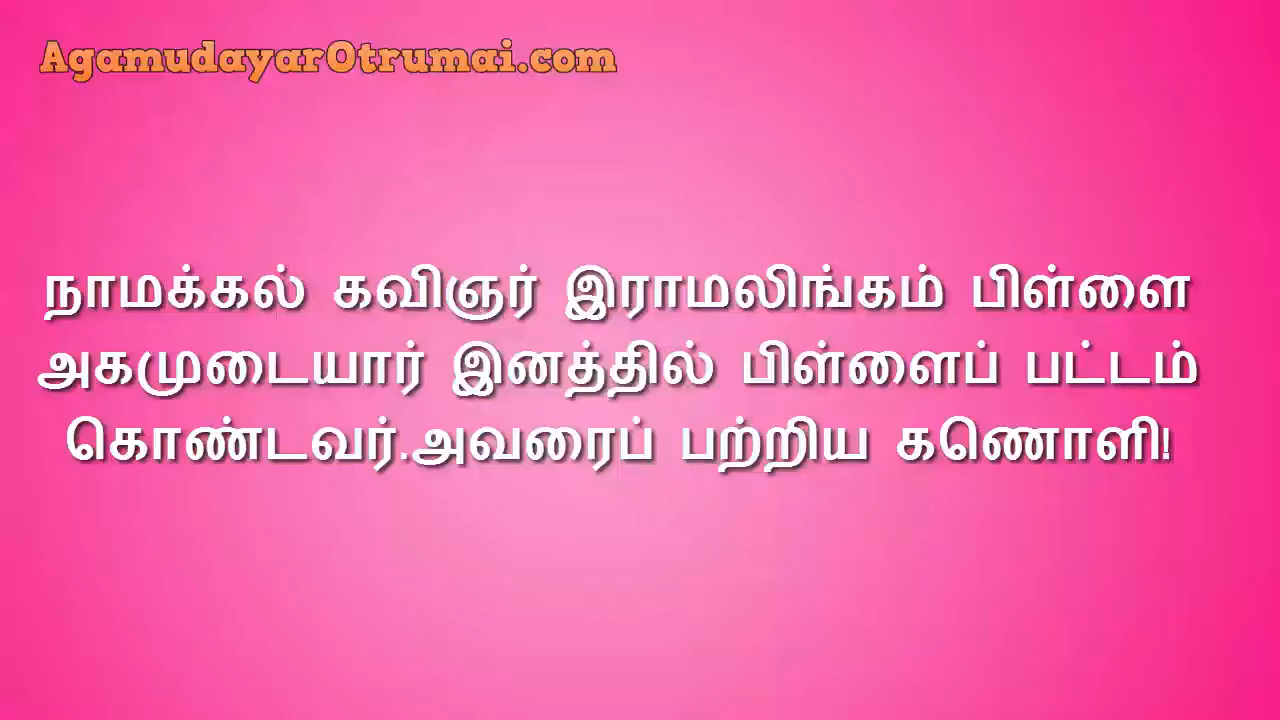 AgamudayarOtrumai.com
நாமக்கல் கவிஞர் இராமலிங்கம் பிள்ளை
அகமுடையார் இனத்தில் பிள்ளைப் பட்டம்
கொண்டவர்.அவரைப் பற்றிய கணொளி!